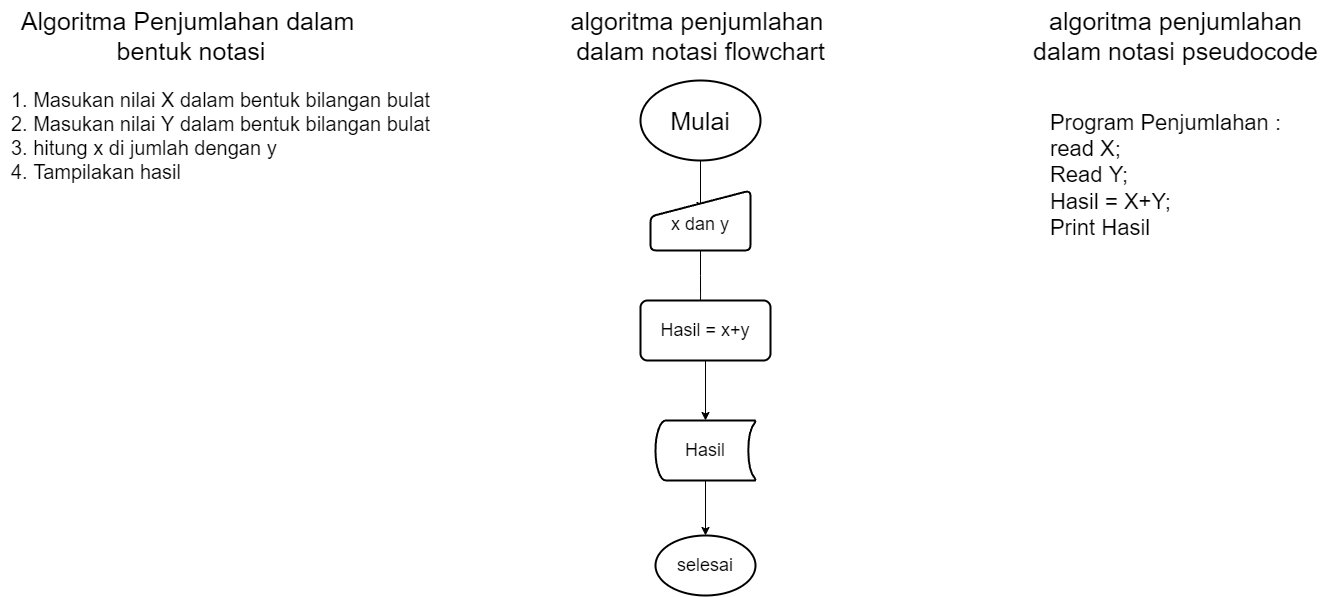 Algoritma Penjumlahan dalam
bentuk notasi
1. Masukan nilai X dalam bentuk bilangan bulat
2. Masukan nilai Y dalam bentuk bilangan bulat
3. hitung x di jumlah dengan y
4. Tampilakan hasil
algoritma penjumlahan
dalam notasi flowchart
Mulai
x dan y
Hasil = x+y
Hasil
selesai
algoritma penjumlahan
dalam notasi pseudocode
Program Penjumlahan :
read X;
Read Y;
Hasil = X+Y;
Print Hasil